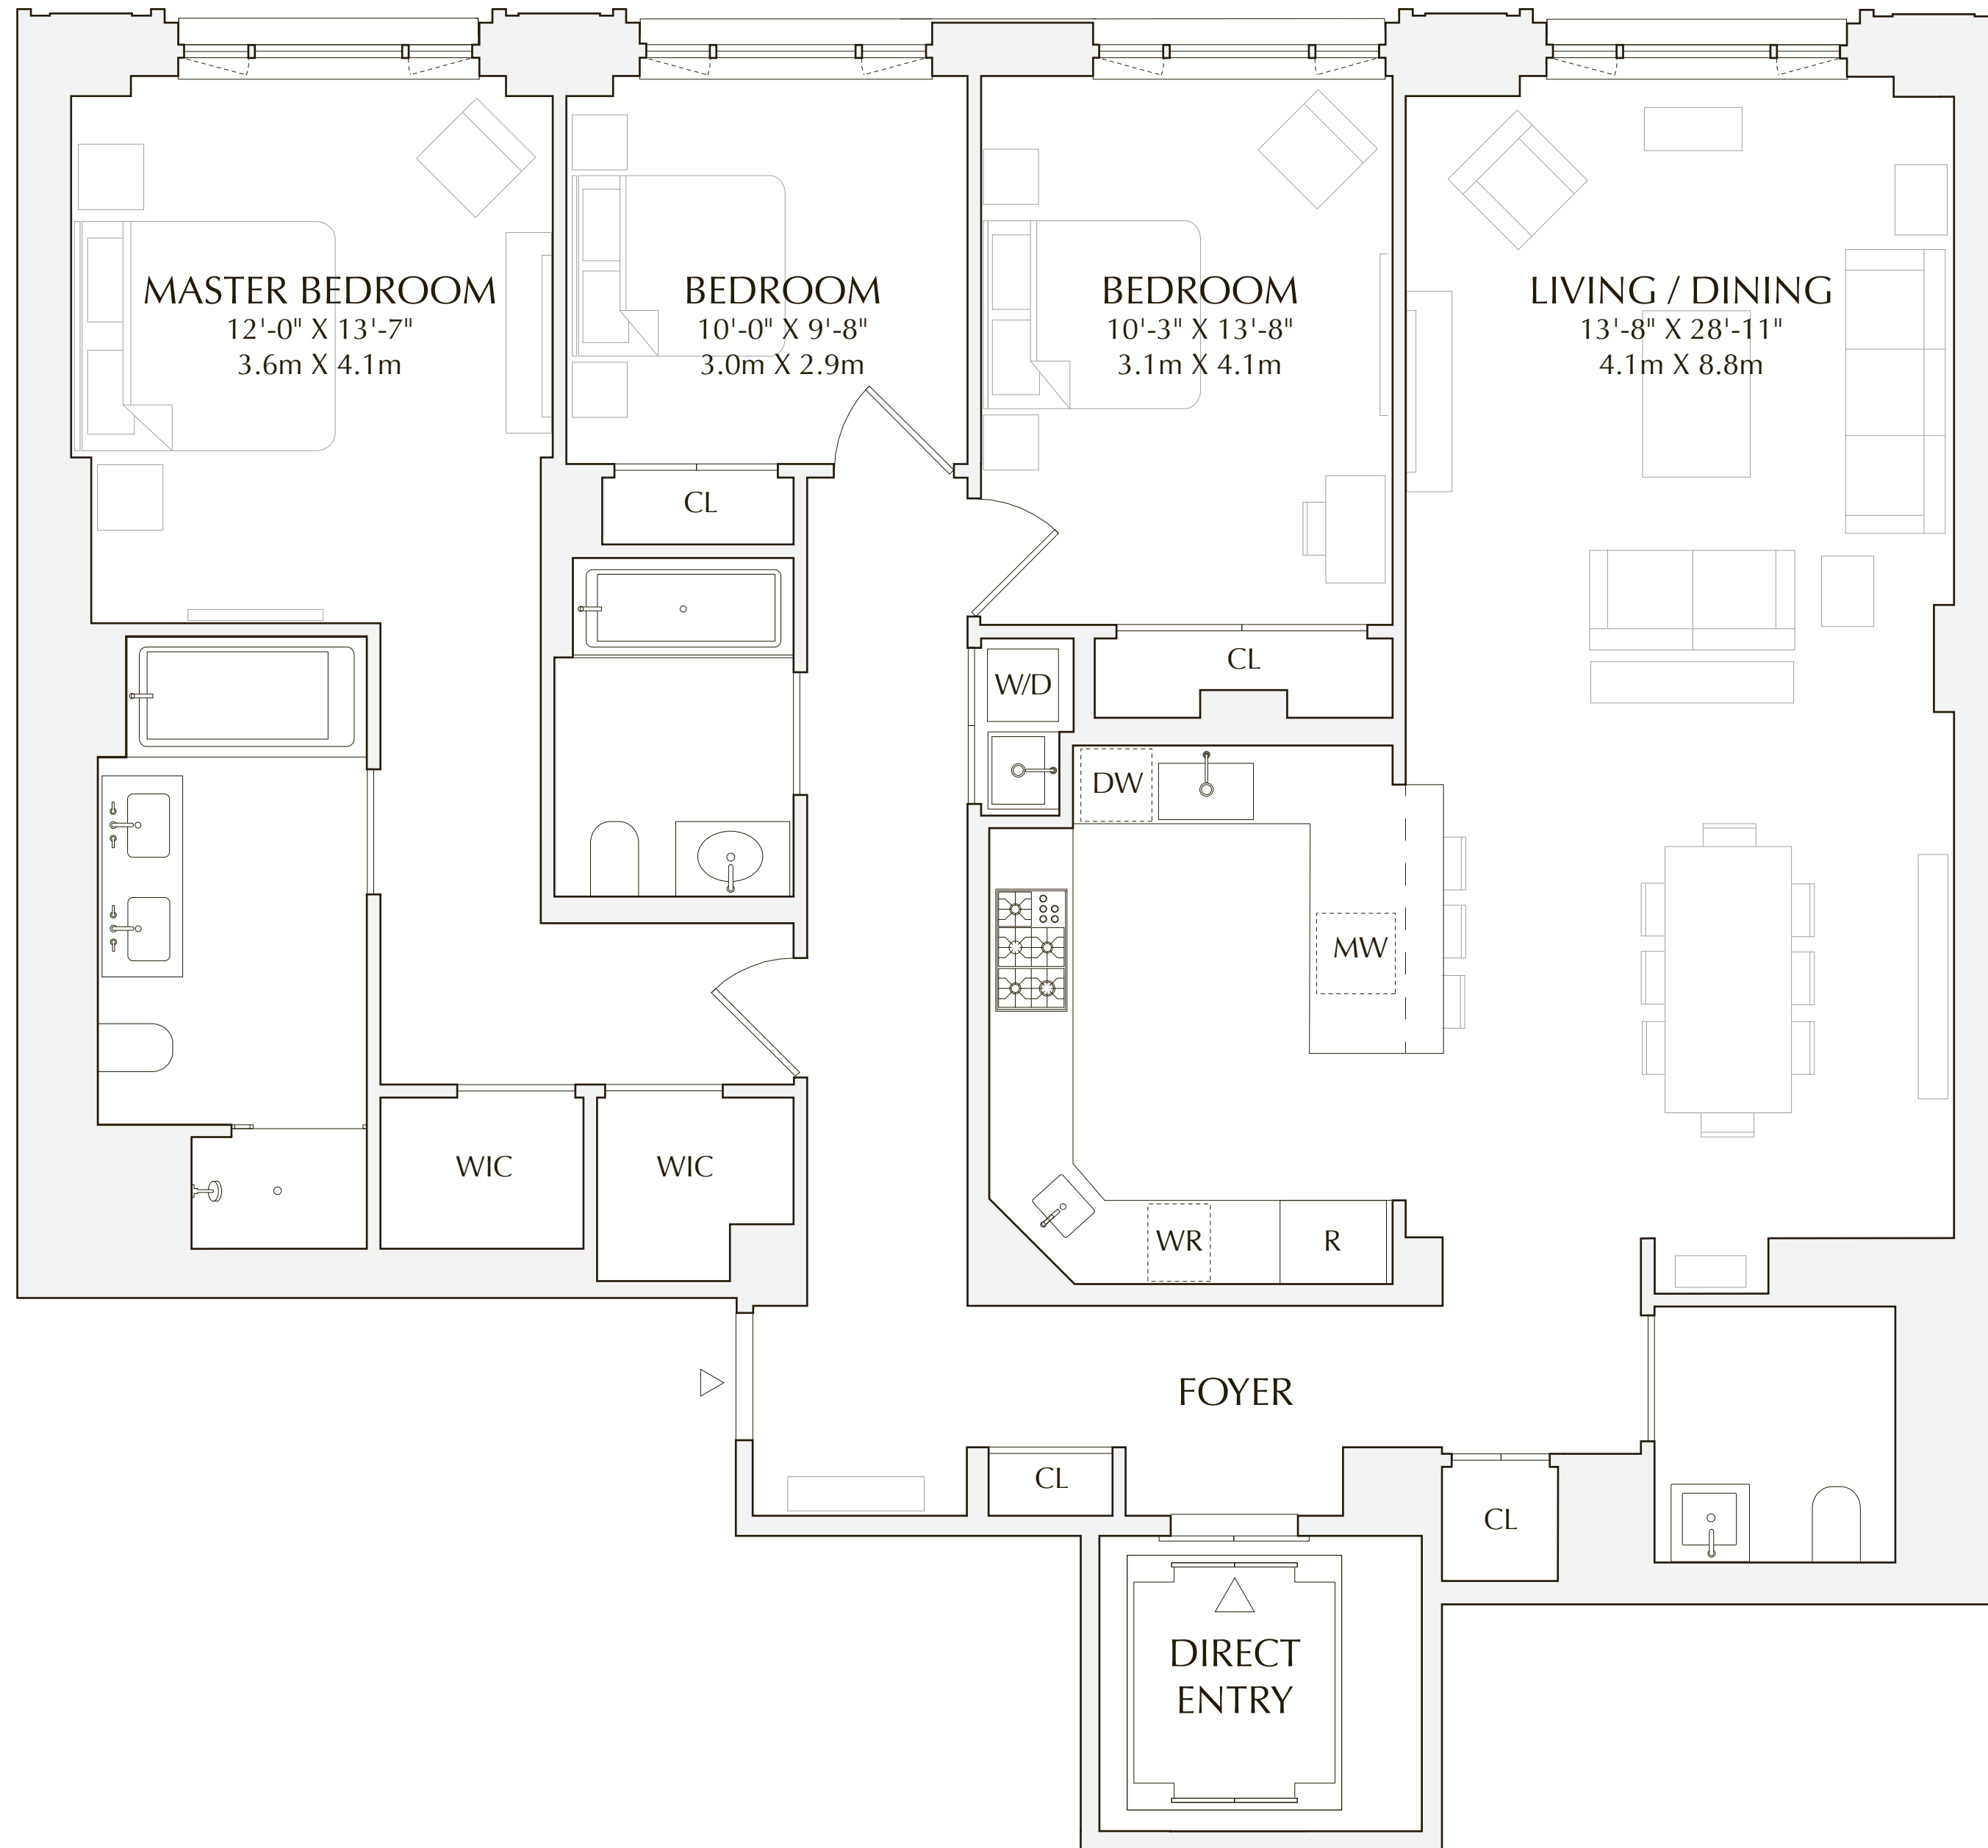 MASTER BEDROOM
12'-0" X 13'-7"
3.6m X 4.1m
BEDROOM
10'-0" X 9'-8"
3.0m X 2.9m
BEDROOM
10'-3" X 13'-8"
3.1m X 4.1m
LIVING / DINING
13'-8" X 28'-11"
4.1m X 8.8m
CL
CL
W/D
DW
MW
WIC
WIC
WR
R
FOYER
CL
CL
DIRECT
ENTRY